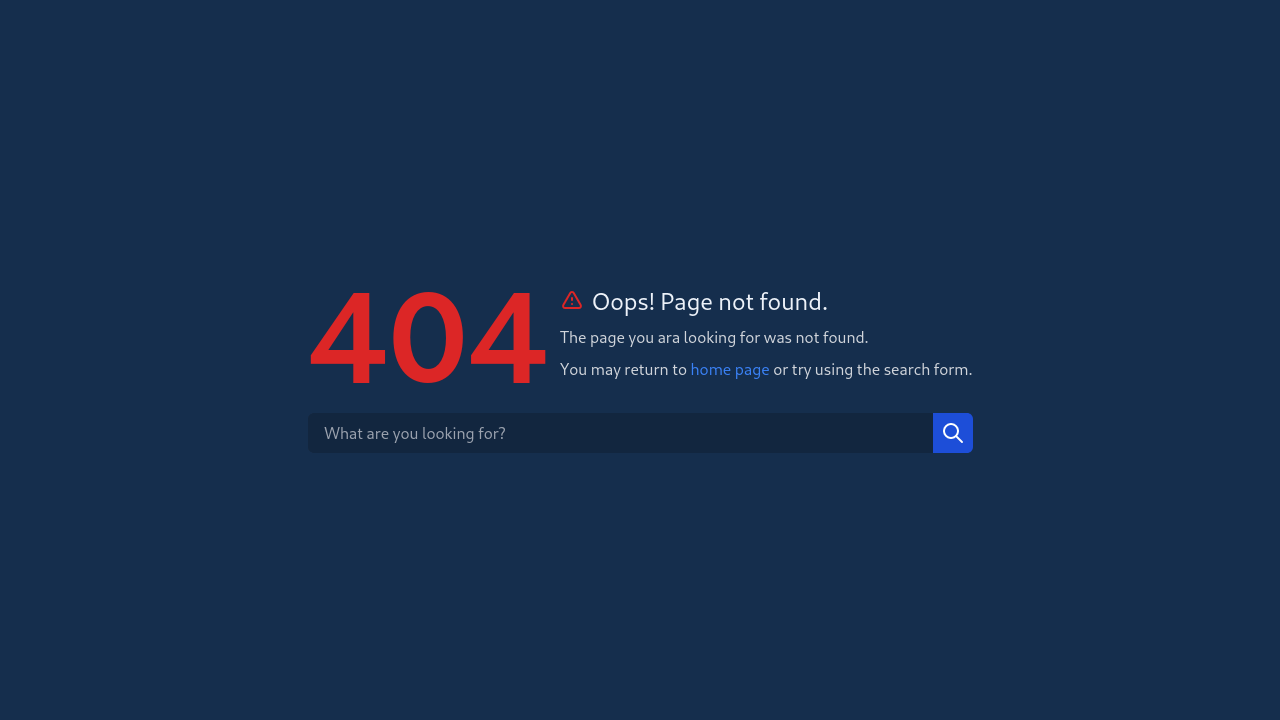 404
Oops! Page not found.
The page you ara looking for was not found.
You may return to home page or try using the search form.
What are you looking for?